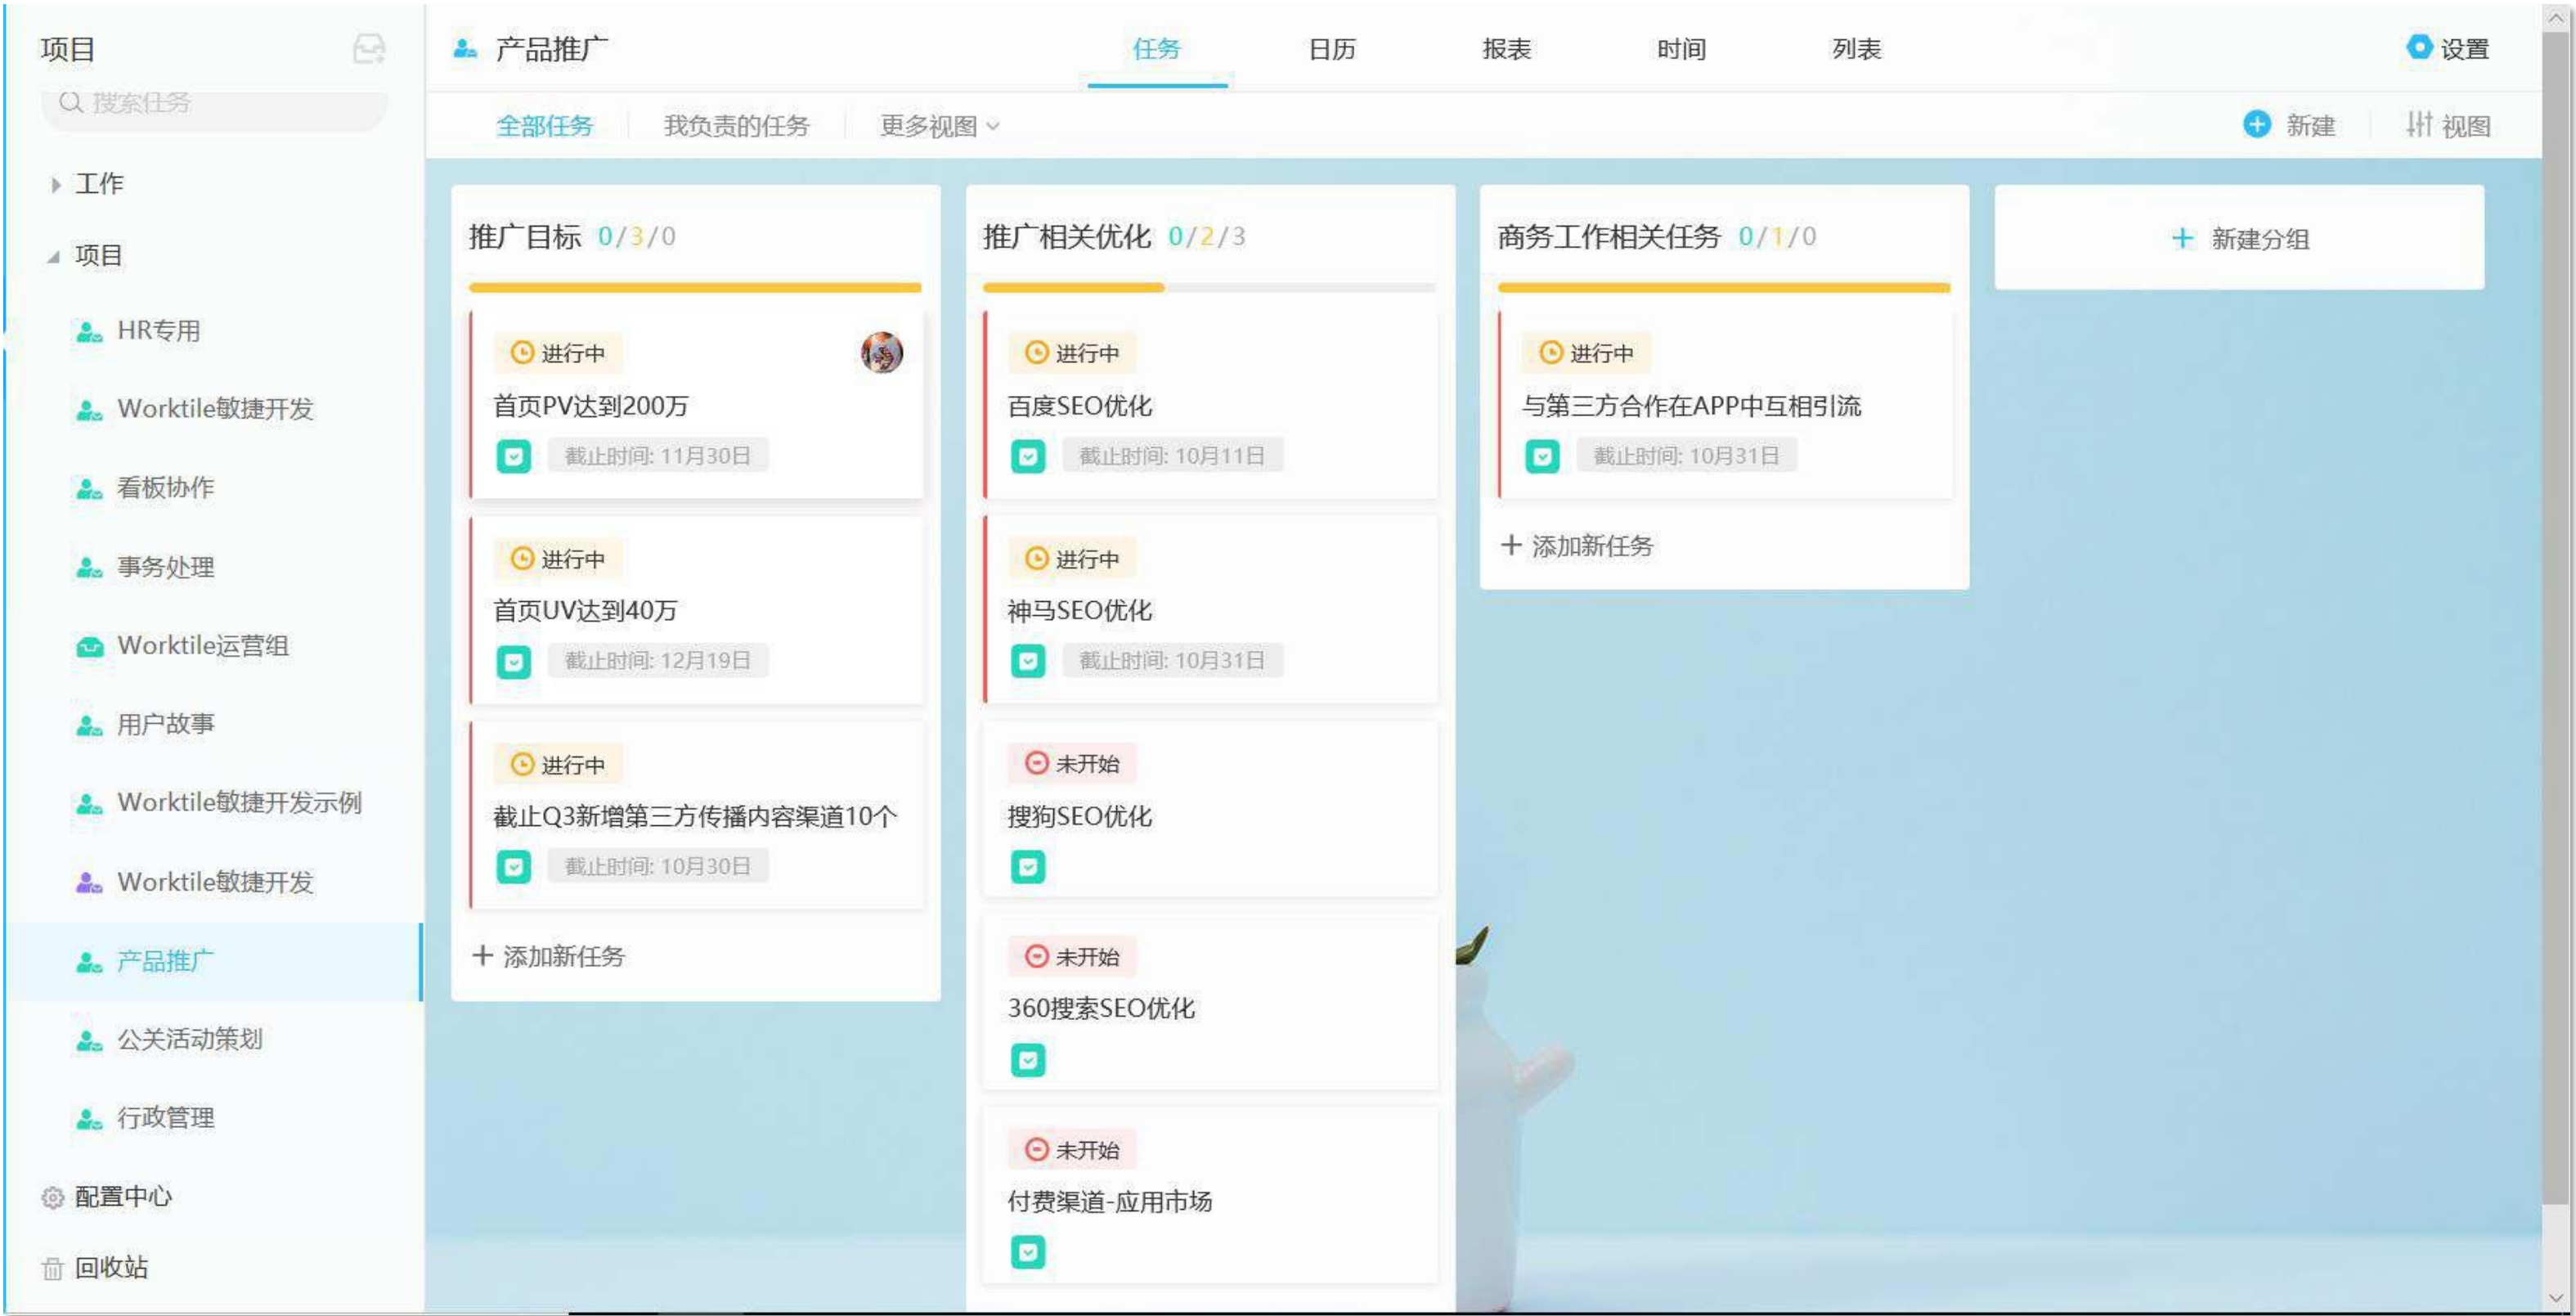 项目
搜索任务
工作
项目
HR专用
Worktile敏捷开发
看板协作
事务处理
Worktile运营组
用户故事
Worktile敏捷开发示例
Worktile敏捷开发
产品推广
公关活动策划
行政管理
配置中心
回收站
产品推广
任务 日历 报表 时间 列表
设置
全部任务 我负责的任务 更多视图
新建 视图
推广目标 0/3/0
进行中
首页PV达到200万
截止时间: 11月30日
进行中
首页UV达到40万
截止时间: 12月19日
进行中
截止Q3新增第三方传播内容渠道10个
截止时间: 10月30日
+ 添加新任务
推广相关优化 0/2/3
进行中
百度SEO优化
截止时间: 10月11日
进行中
神马SEO优化
截止时间: 10月31日
未开始
搜狗SEO优化
未开始
360搜索SEO优化
未开始
付费渠道-应用市场
商务工作相关任务 0/1/0
进行中
与第三方合作在APP中互相引流
截止时间: 10月31日
+ 添加新任务
+ 新建分组